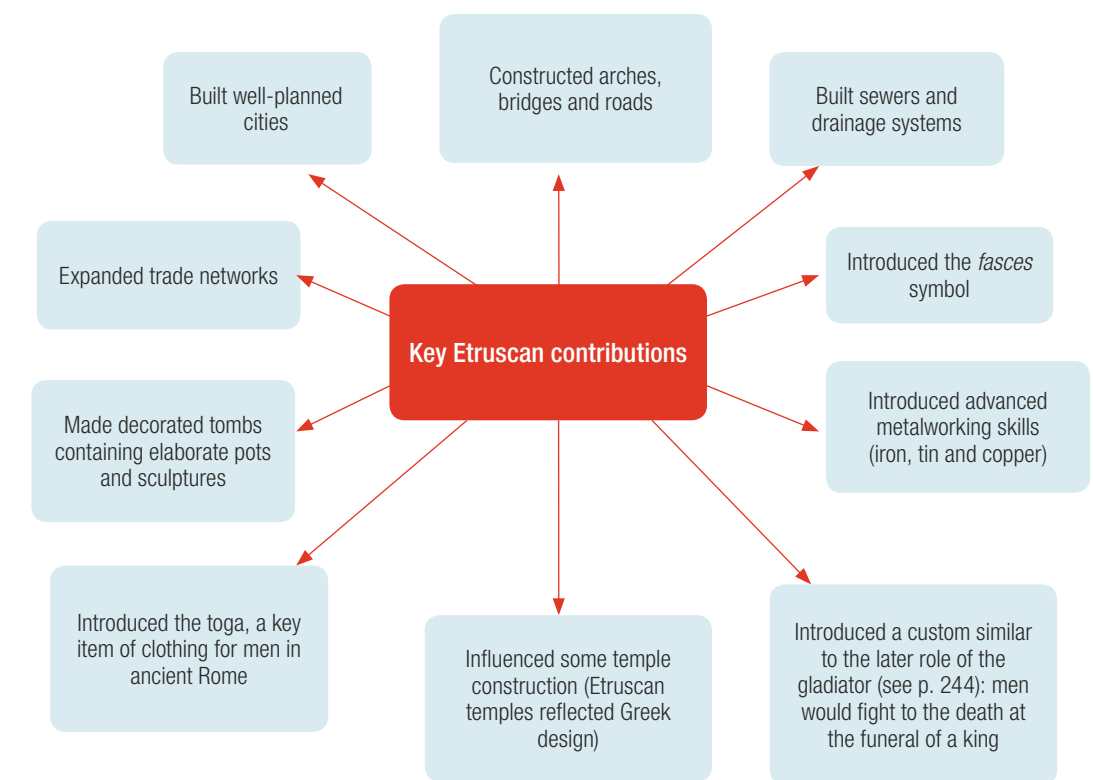 Built well-planned
cities
Constructed arches,
bridges and roads
Built sewers and
drainage systems
Expanded trade networks
Introduced the fasces
symbol
Key Etruscan contributions
Made decorated tombs
containing elaborate pots
and sculptures
Introduced advanced
metalworking skills
(iron, tin and copper)
Introduced the toga, a key
item of clothing for men in
ancient Rome
Influenced some temple
construction (Etruscan
temples reflected Greek
design)
Introduced a custom similar
to the later role of the
gladiator (see p. 244): men
would fight to the death at
the funeral of a king